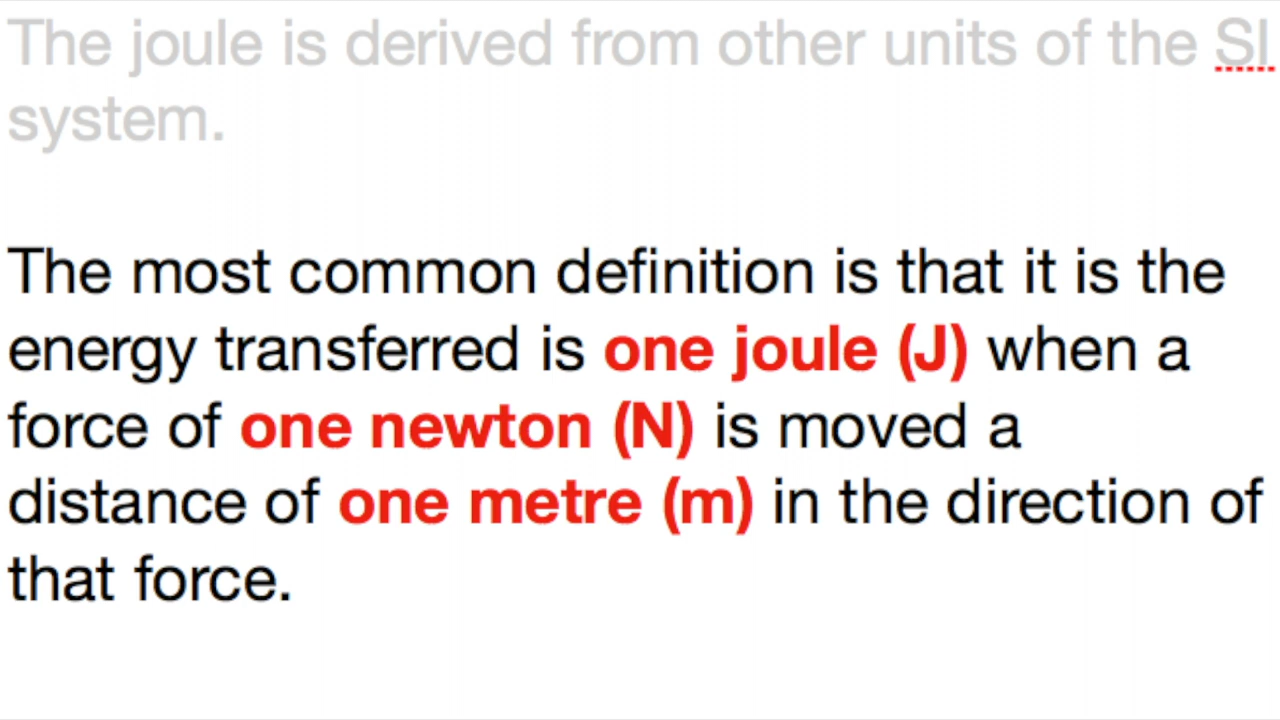 The joule is derived from other units of the SI
system.
The most common definition is that it is the
energy transferred is one joule (J) when a
force of one newton (N) is moved a
distance of one metre (m) in the direction of
that force.